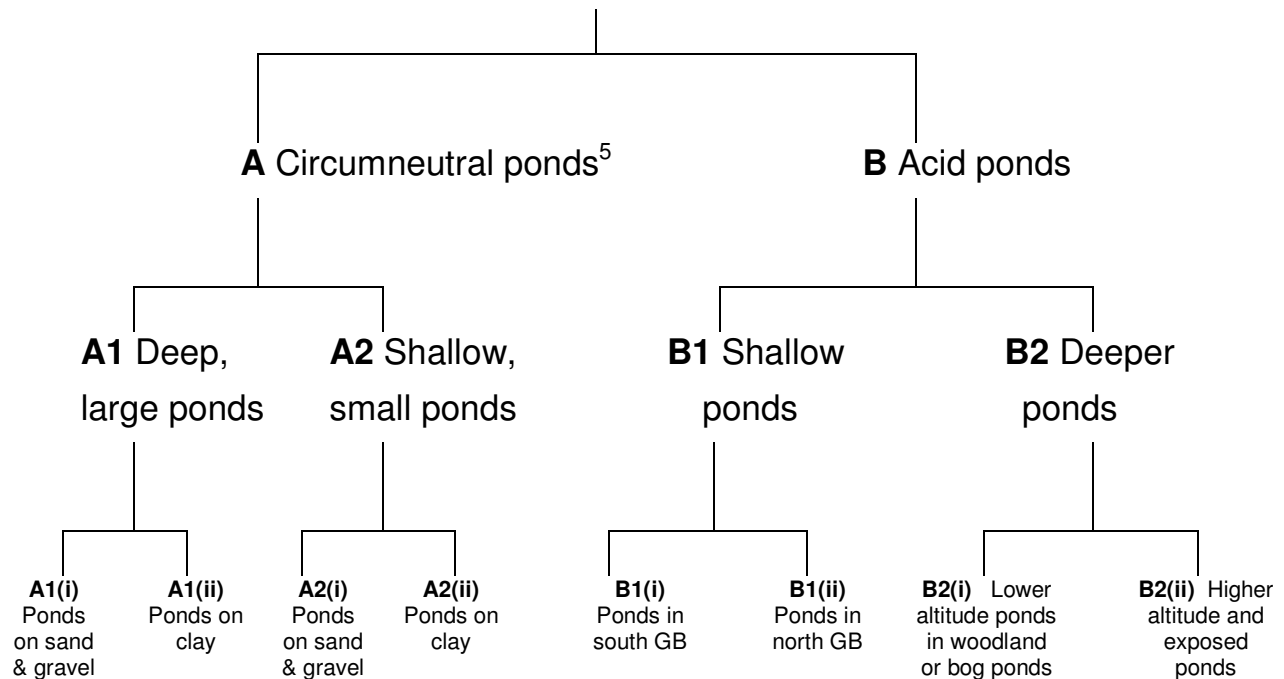 A Circumneutral ponds5
B Acid ponds
A1 Deep,
large ponds
A2 Shallow,
small ponds
B1 Shallow
ponds
B2 Deeper
ponds
A1(i)
Ponds
on sand
& gravel
A1(ii)
Ponds on
clay
A2(i)
Ponds
on sand
& gravel
A2(ii)
Ponds on
clay
B1(i)
Ponds in
south GB
B1(ii)
Ponds in
north GB
B2(i) Lower
altitude ponds
in woodland
or bog ponds
B2(ii) Higher
altitude and
exposed
ponds